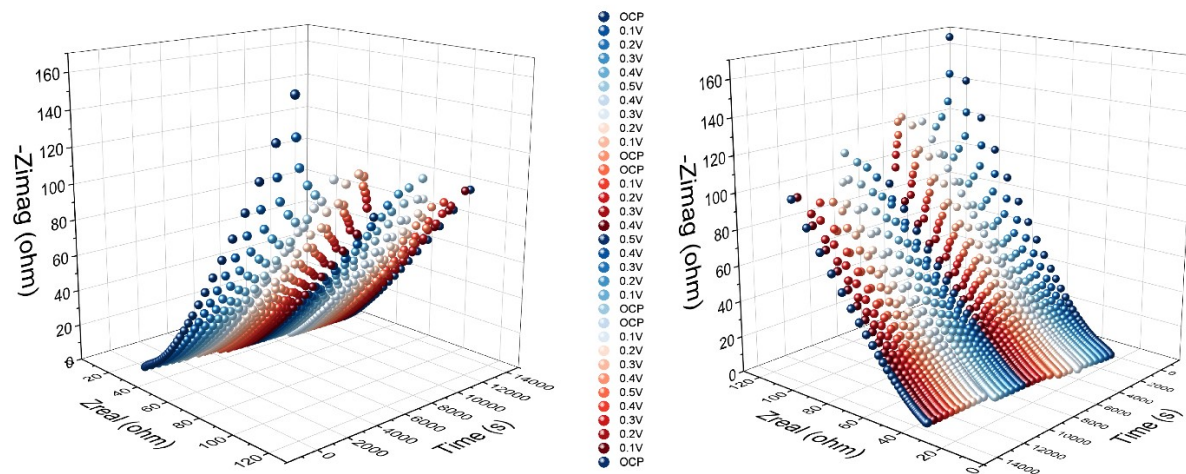 160
140
120
100
80
60
40
20
0
-Zimag (ohm)
0
20
40
60
80
100
120
Zreal (ohm)
0
2000
4000
6000
8000
10000
12000
14000
Time (s)
OCP
0.1V
0.2V
0.3V
0.4V
0.5V
0.4V
0.3V
0.2V
0.1V
OCP
OCP
0.1V
0.2V
0.3V
0.4V
0.5V
0.4V
0.3V
0.2V
0.1V
OCP
OCP
0.1V
0.2V
0.3V
0.4V
0.5V
0.4V
0.3V
0.2V
0.1V
OCP
160
140
120
100
80
60
40
20
0
-Zimag (ohm)
120
100
80
60
40
20
0
Zreal (ohm)
0
2000
4000
6000
8000
10000
12000
14000
Time (s)